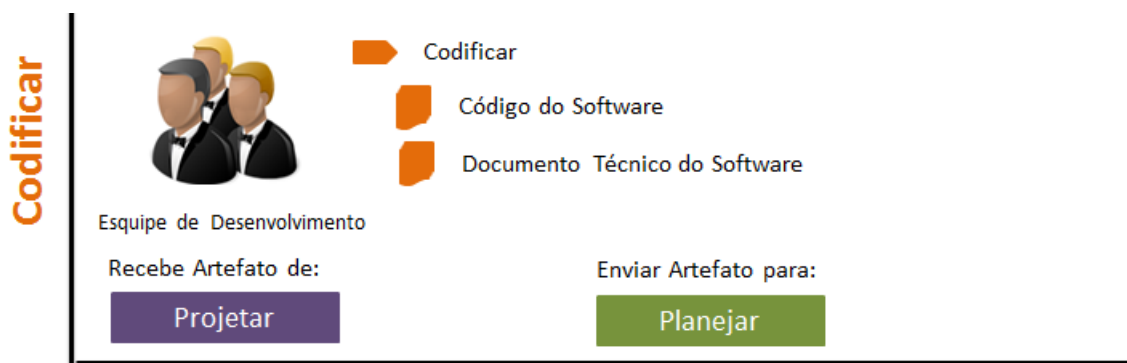 Codificar
Codificar
Código do Software
Documento Técnico do Software
Esquipe de Desenvolvimento
Recebe Artefato de:
Enviar Artefato para:
Projetar
Planejar